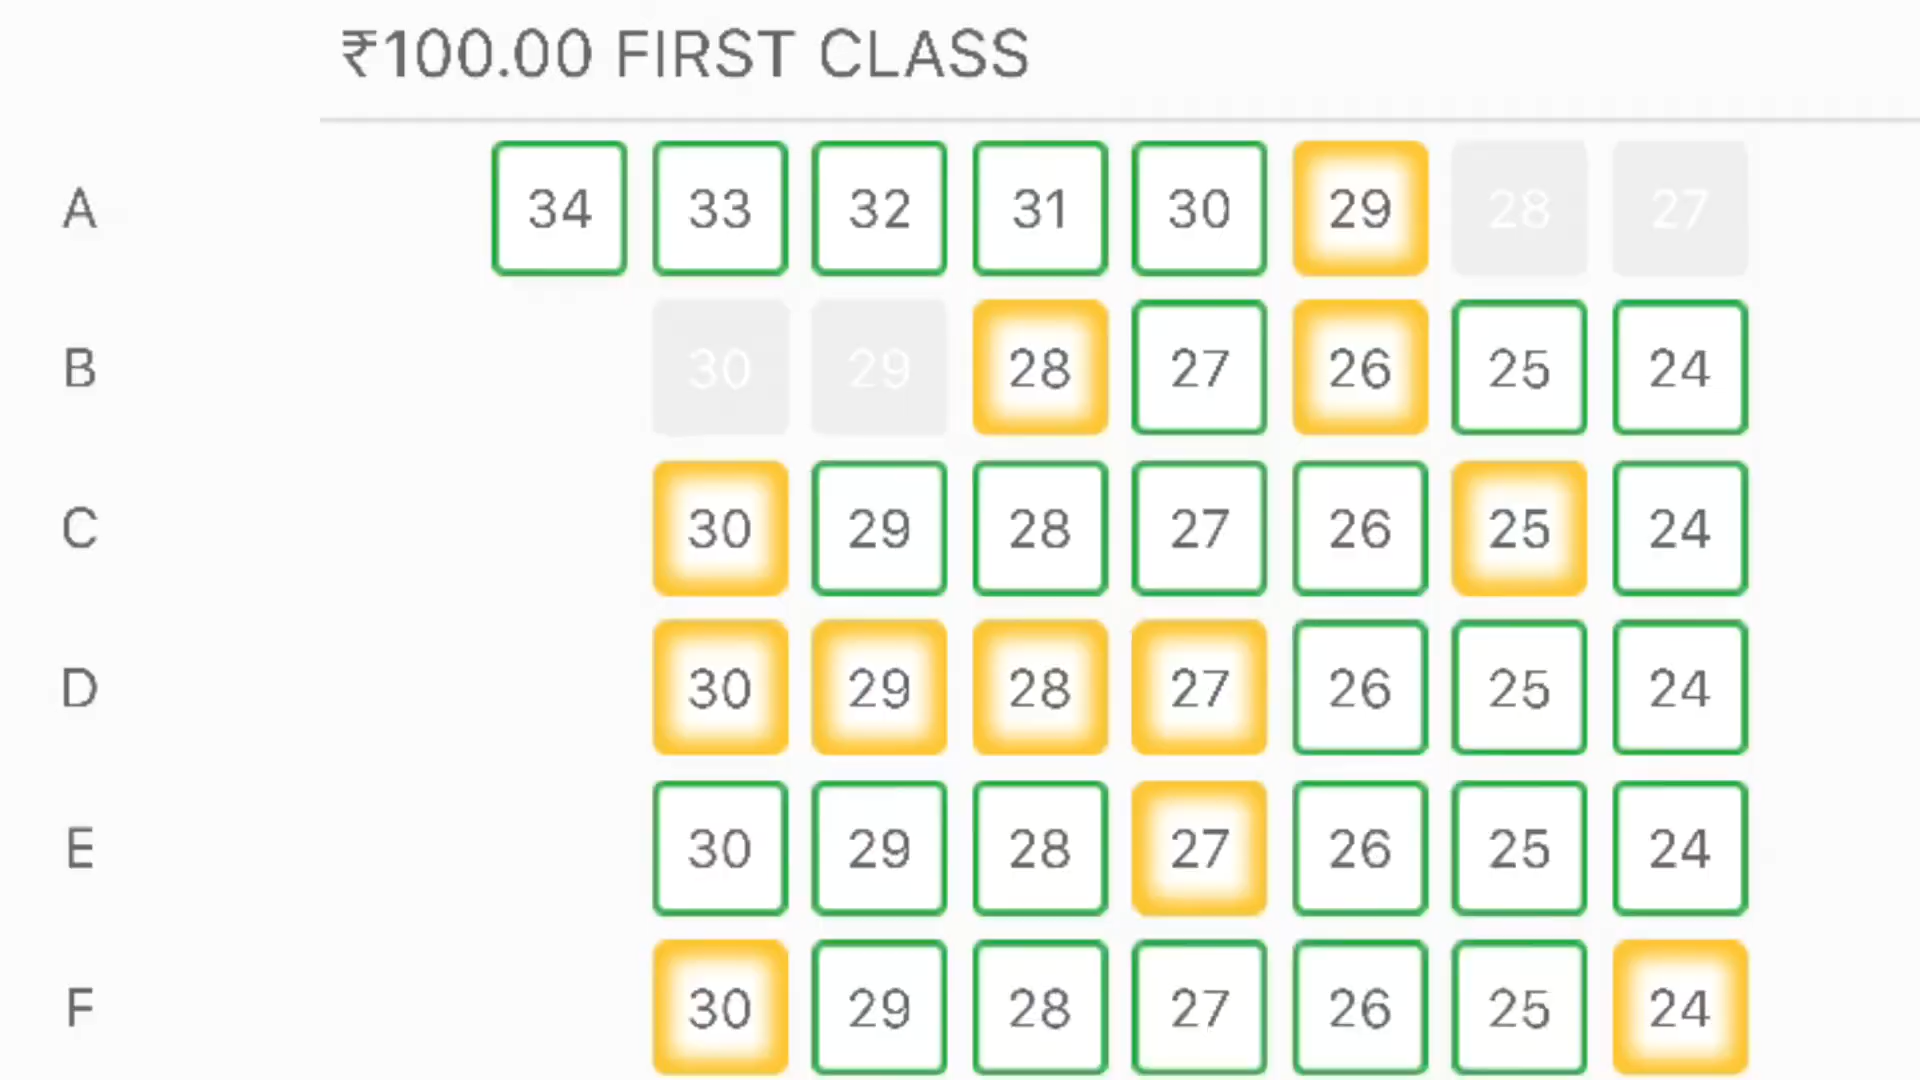 ₹100.00 FIRST CLASS
A 34 33 32 31 30 29 28 27
B 30 29 28 27 26 25 24
C 30 29 28 27 26 25 24
D 30 29 28 27 26 25 24
E 30 29 28 27 26 25 24
F 30 29 28 27 26 25 24